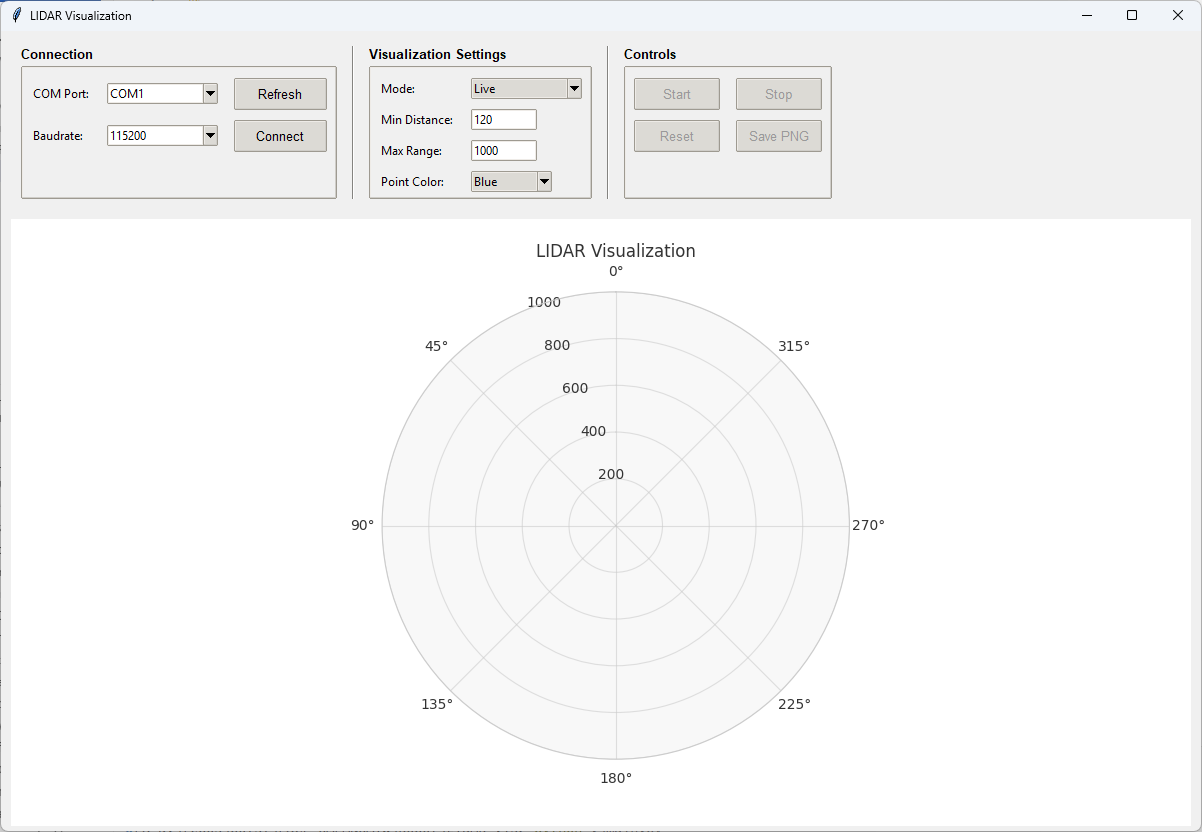 LIDAR Visualization
Connection
COM Port: COM1 Refresh
Baudrate: 115200 Connect
Visualization Settings
Mode: Live
Min Distance: 120
Max Range: 1000
Point Color: Blue
Controls
Start Stop
Reset Save PNG
LIDAR Visualization
0°
1000
45° 800 315°
600
400
200
90° 270°
135° 225°
180°